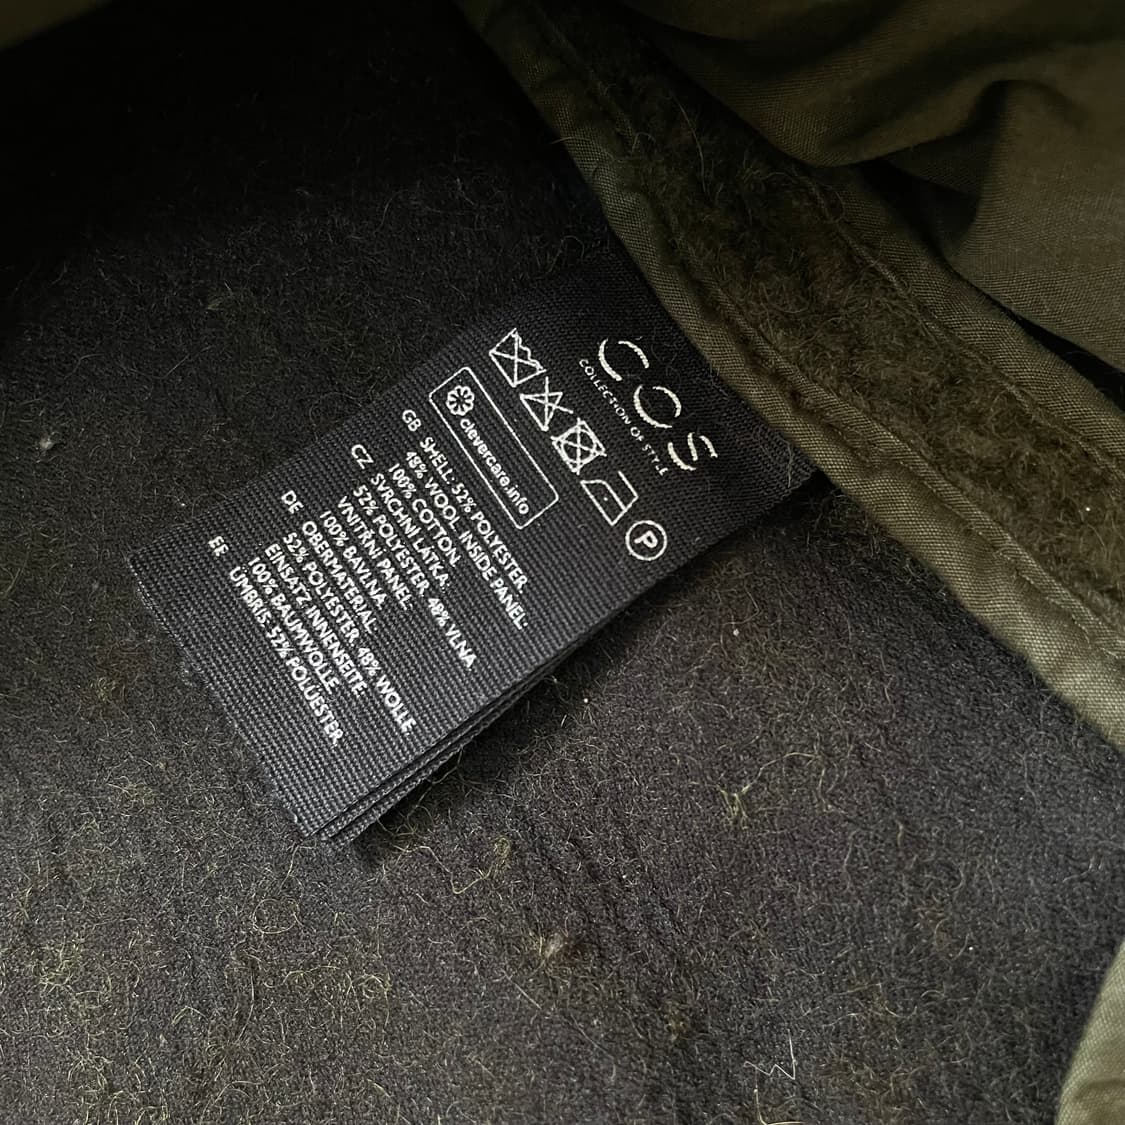 COS
COLLECTION OF STYLE
P
clevercare.info
GB SHELL: 52% POLYESTER
48% WOOL. INSIDE PANEL:
100% COTTON.
CZ SVRCHNÍ LÁTKA:
52% POLYESTER, 48% VLNA.
VNITŘNÍ PANEL:
100% BAVLNA.
DE OBERMATERIAL:
52% POLYESTER, 48% WOLLE.
EINSATZ INNENSEITE:
100% BAUMWOLLE.
EE UMBRIS: 52% POLÜESTER